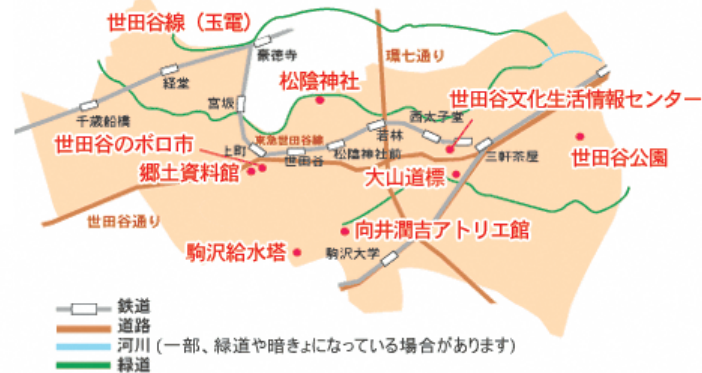 世田谷線（玉電）
豪徳寺
環七通り
経堂
松陰神社
西太子堂
世田谷文化生活情報センター
千歳船橋
宮坂
若林
東急世田谷線
世田谷のボロ市
上町
世田谷
松陰神社前
三軒茶屋
世田谷公園
郷土資料館
大山道標
世田谷通り
向井潤吉アトリエ館
駒沢給水塔
駒沢大学
鉄道
道路
河川 (一部、緑道や暗きょになっている場合があります)
緑道